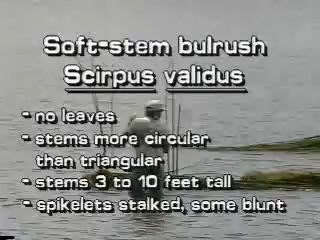 Soft-stem bulrush
Scirpus validus
- no leaves
- stems more circular
than triangular
- stems 3 to 10 feet tall
- spikelets stalked, some blunt